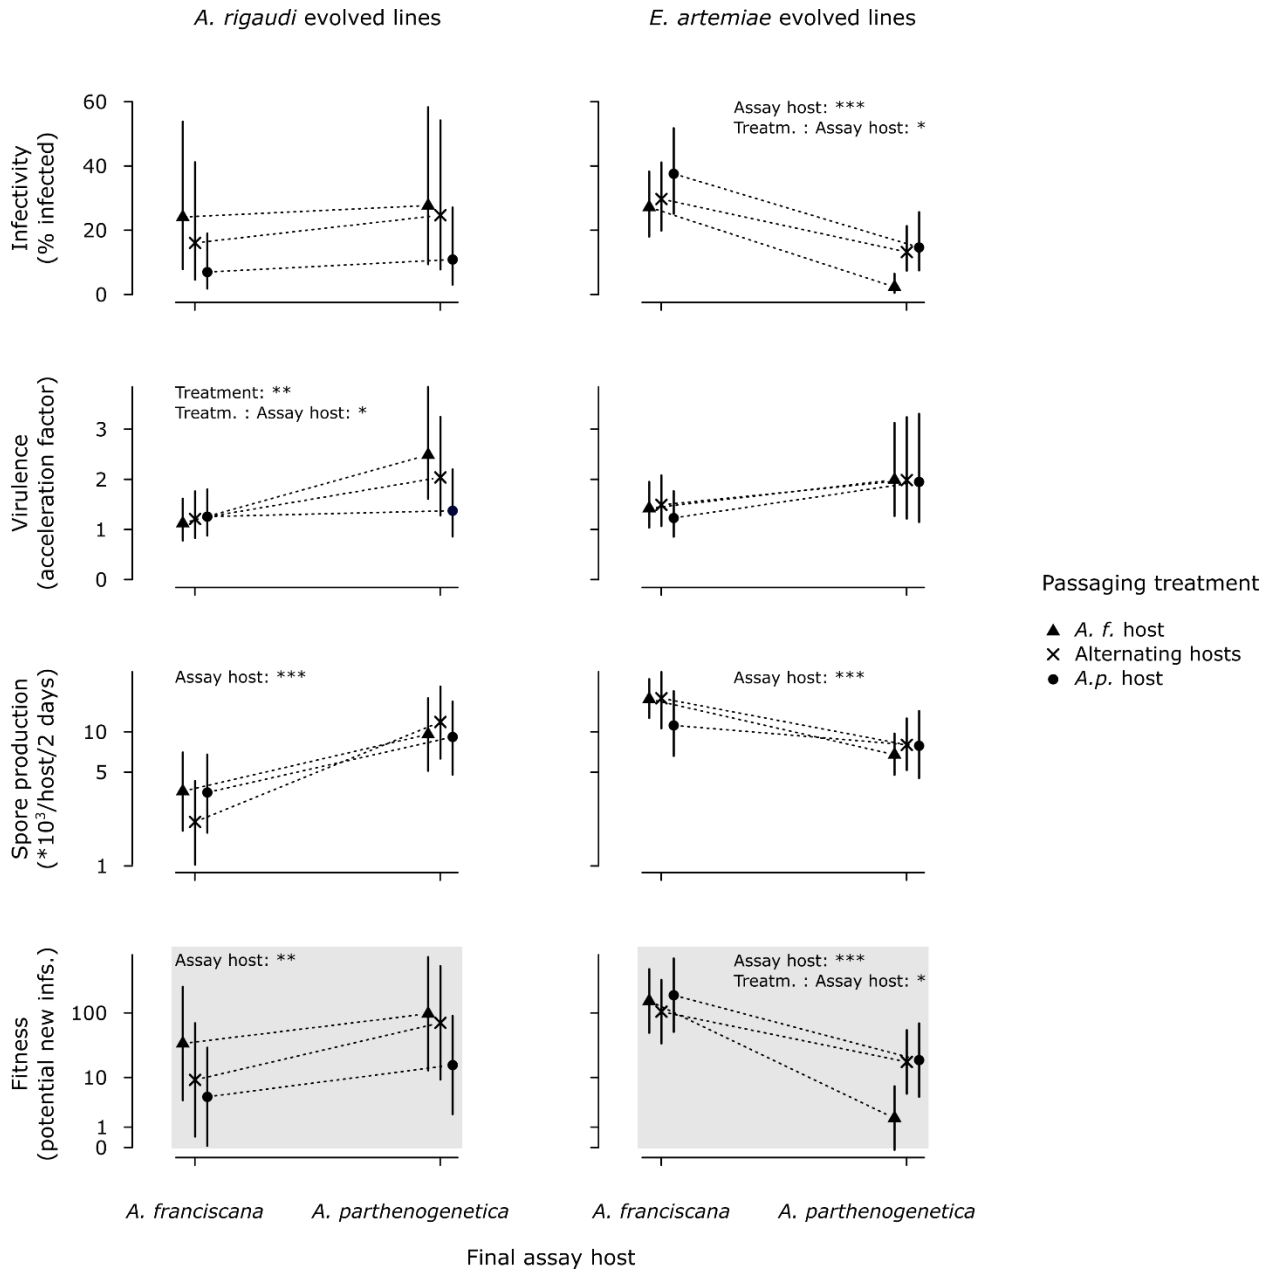 A. rigaudi evolved lines
E. artemiae evolved lines
Infectivity
(% infected)
60
40
20
0
Assay host: ***
Treatm. : Assay host: *
Virulence
(acceleration factor)
3
2
1
0
Treatment: **
Treatm. : Assay host: *
Spore production
(*10³/host/2 days)
10
5
1
Assay host: ***
Assay host: ***
Fitness
(potential new infs.)
100
10
1
0
Assay host: **
Assay host: ***
Treatm. : Assay host: *
A. franciscana
A. parthenogenetica
A. franciscana
A. parthenogenetica
Final assay host
Passaging treatment
A. f. host
Alternating hosts
A.p. host